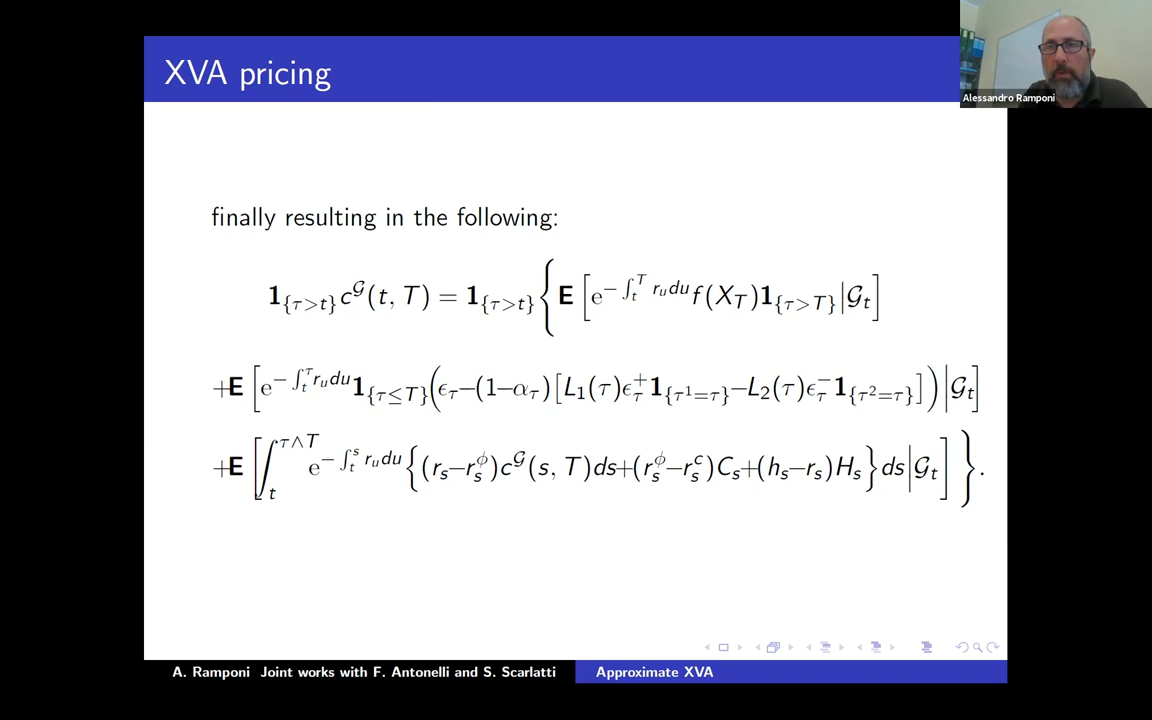 XVA pricing
Alessandro Ramponi
finally resulting in the following:
𝟏_{τ>t} c^𝒢(t, T) = 𝟏_{τ>t} { 𝐄 [ e^{− ∫_t^T r_u du} f(X_T) 𝟏_{τ>T} | 𝒢_t ]
+𝐄 [ e^{− ∫_t^τ r_u du} 𝟏_{τ≤T} ( ϵ_τ −(1−α_τ) [ L_1(τ)ϵ_τ^+ 𝟏_{τ^1=τ} − L_2(τ)ϵ_τ^− 𝟏_{τ^2=τ} ] ) | 𝒢_t ]
+𝐄 [ ∫_t^{τ∧T} e^{− ∫_t^s r_u du} { (r_s−r_s^ϕ)c^𝒢(s, T)ds+(r_s^ϕ−r_s^c)C_s+(h_s−r_s)H_s } ds | 𝒢_t ] } .
A. Ramponi Joint works with F. Antonelli and S. Scarlatti
Approximate XVA